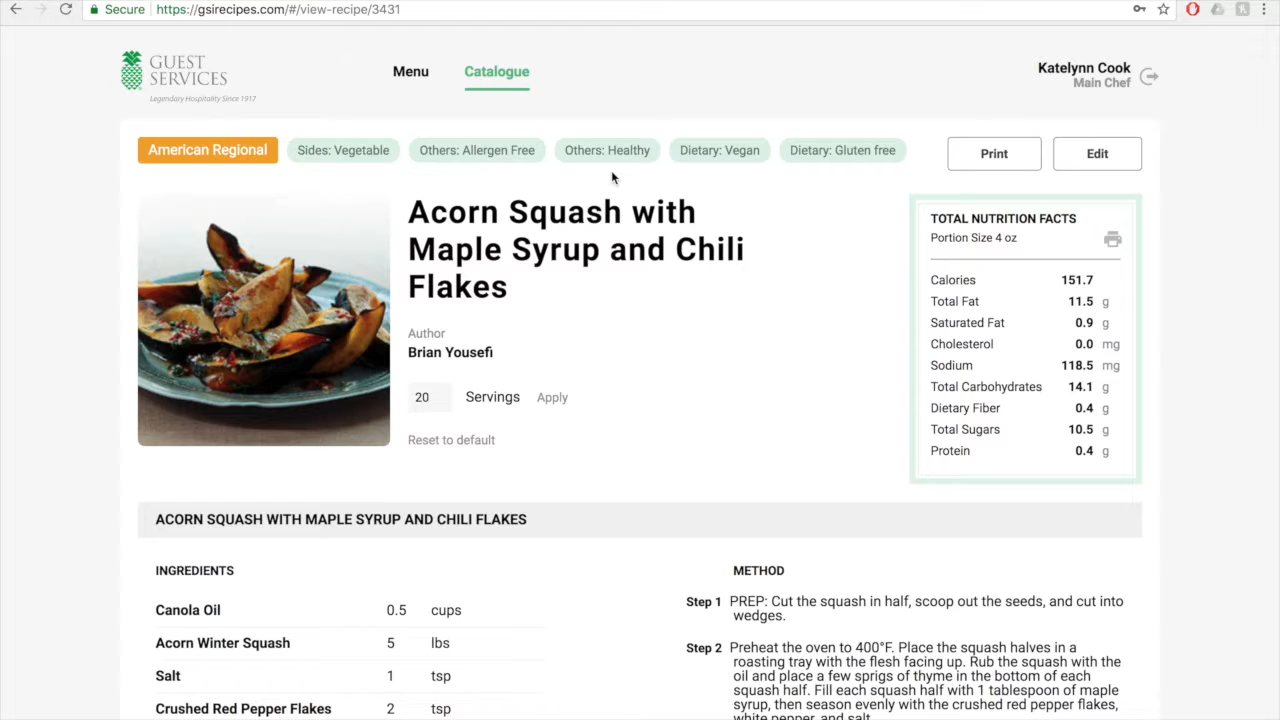 Secure https://gsirecipes.com/#/view-recipe/3431
GUEST
SERVICES
Legendary Hospitality Since 1917
Menu
Catalogue
Katelynn Cook
Main Chef
American Regional
Sides: Vegetable
Others: Allergen Free
Others: Healthy
Dietary: Vegan
Dietary: Gluten free
Print
Edit
Acorn Squash with
Maple Syrup and Chili
Flakes
Author
Brian Yousefi
20 Servings Apply
Reset to default
TOTAL NUTRITION FACTS
Portion Size 4 oz
Calories 151.7
Total Fat 11.5 g
Saturated Fat 0.9 g
Cholesterol 0.0 mg
Sodium 118.5 mg
Total Carbohydrates 14.1 g
Dietary Fiber 0.4 g
Total Sugars 10.5 g
Protein 0.4 g
ACORN SQUASH WITH MAPLE SYRUP AND CHILI FLAKES
INGREDIENTS
Canola Oil 0.5 cups
Acorn Winter Squash 5 lbs
Salt 1 tsp
Crushed Red Pepper Flakes 2 tsp
METHOD
Step 1 PREP: Cut the squash in half, scoop out the seeds, and cut into
wedges.
Step 2 Preheat the oven to 400°F. Place the squash halves in a
roasting tray with the flesh facing up. Rub the squash with the
oil and place a few sprigs of thyme in the bottom of each
squash half. Fill each squash half with 1 tablespoon of maple
syrup, then season evenly with the crushed red pepper flakes,
white pepper, and salt.